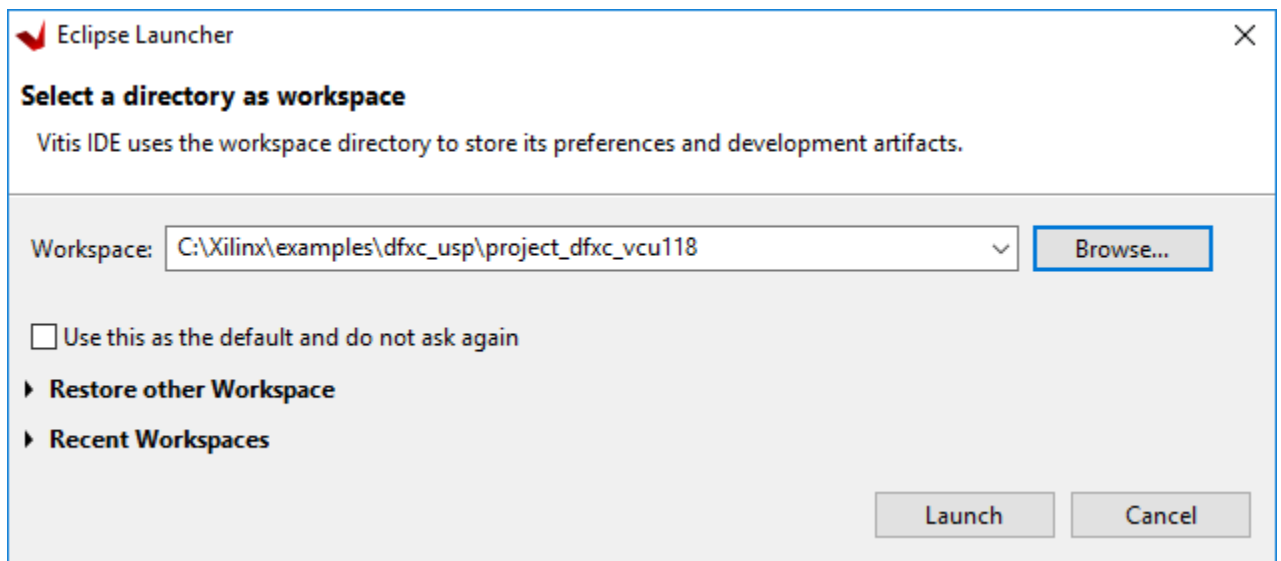 Eclipse Launcher
Select a directory as workspace
Vitis IDE uses the workspace directory to store its preferences and development artifacts.
Workspace: C:\Xilinx\examples\dfxc_usp\project_dfxc_vcu118 Browse...
Use this as the default and do not ask again
Restore other Workspace
Recent Workspaces
Launch Cancel